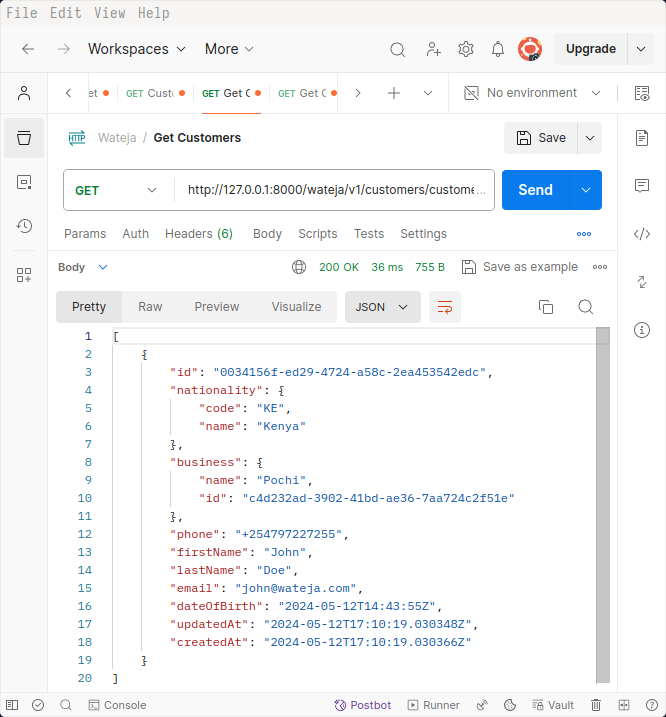 File Edit View Help
Workspaces More Upgrade
et GET Cust GET Get C GET Get C No environment
HTTP Wateja / Get Customers Save
GET http://127.0.0.1:8000/wateja/v1/customers/custome... Send
Params Auth Headers (6) Body Scripts Tests Settings
Body 200 OK 36 ms 755 B Save as example
Pretty Raw Preview Visualize JSON
1 [
2 {
3 "id": "0034156f-ed29-4724-a58c-2ea453542edc",
4 "nationality": {
5 "code": "KE",
6 "name": "Kenya"
7 },
8 "business": {
9 "name": "Pochi",
10 "id": "c4d232ad-3902-41bd-ae36-7aa724c2f51e"
11 },
12 "phone": "+254797227255",
13 "firstName": "John",
14 "lastName": "Doe",
15 "email": "john@wateja.com",
16 "dateOfBirth": "2024-05-12T14:43:55Z",
17 "updatedAt": "2024-05-12T17:10:19.030348Z",
18 "createdAt": "2024-05-12T17:10:19.030366Z"
19 }
20 ]
Console Postbot Runner Vault